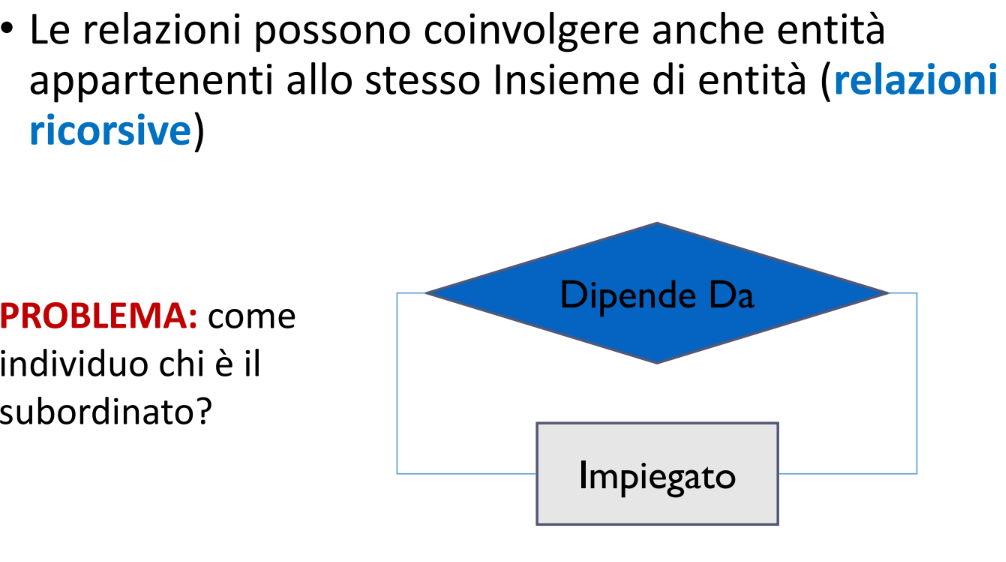 • Le relazioni possono coinvolgere anche entità
appartenenti allo stesso Insieme di entità (relazioni
ricorsive)
Dipende Da
PROBLEMA: come
individuo chi è il
subordinato?
Impiegato